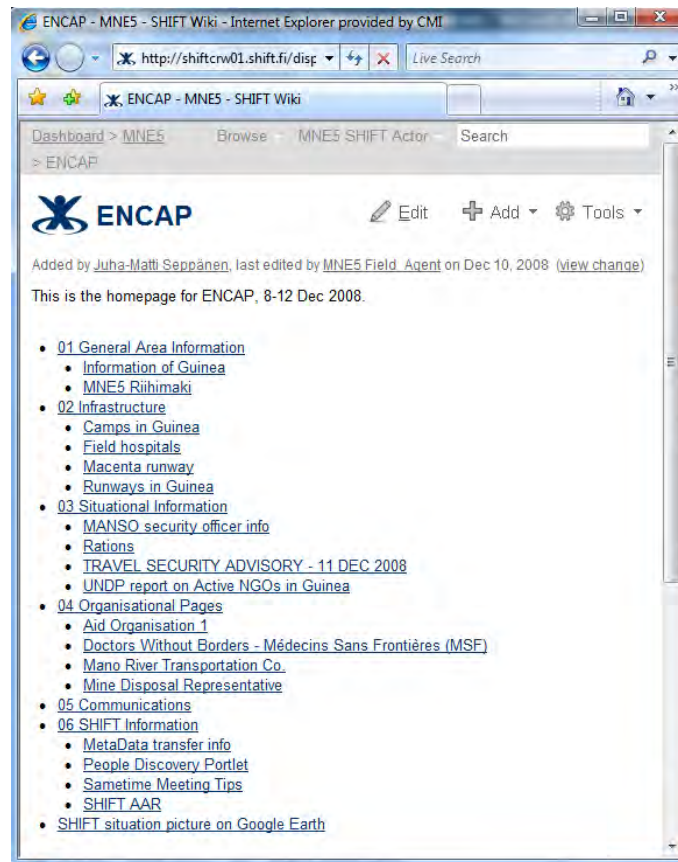 ENCAP - MNE5 - SHIFT Wiki - Internet Explorer provided by CMI
http://shiftcrw01.shift.fi/disp
Live Search
ENCAP - MNE5 - SHIFT Wiki
Dashboard > MNE5 Browse MNE5 SHIFT Actor Search
> ENCAP
ENCAP Edit Add Tools
Added by Juha-Matti Seppänen, last edited by MNE5 Field_Agent on Dec 10, 2008 (view change)
This is the homepage for ENCAP, 8-12 Dec 2008.
01 General Area Information
Information of Guinea
MNE5 Riihimaki
02 Infrastructure
Camps in Guinea
Field hospitals
Macenta runway
Runways in Guinea
03 Situational Information
MANSO security officer info
Rations
TRAVEL SECURITY ADVISORY - 11 DEC 2008
UNDP report on Active NGOs in Guinea
04 Organisational Pages
Aid Organisation 1
Doctors Without Borders - Médecins Sans Frontières (MSF)
Mano River Transportation Co.
Mine Disposal Representative
05 Communications
06 SHIFT Information
MetaData transfer info
People Discovery Portlet
Sametime Meeting Tips
SHIFT AAR
SHIFT situation picture on Google Earth